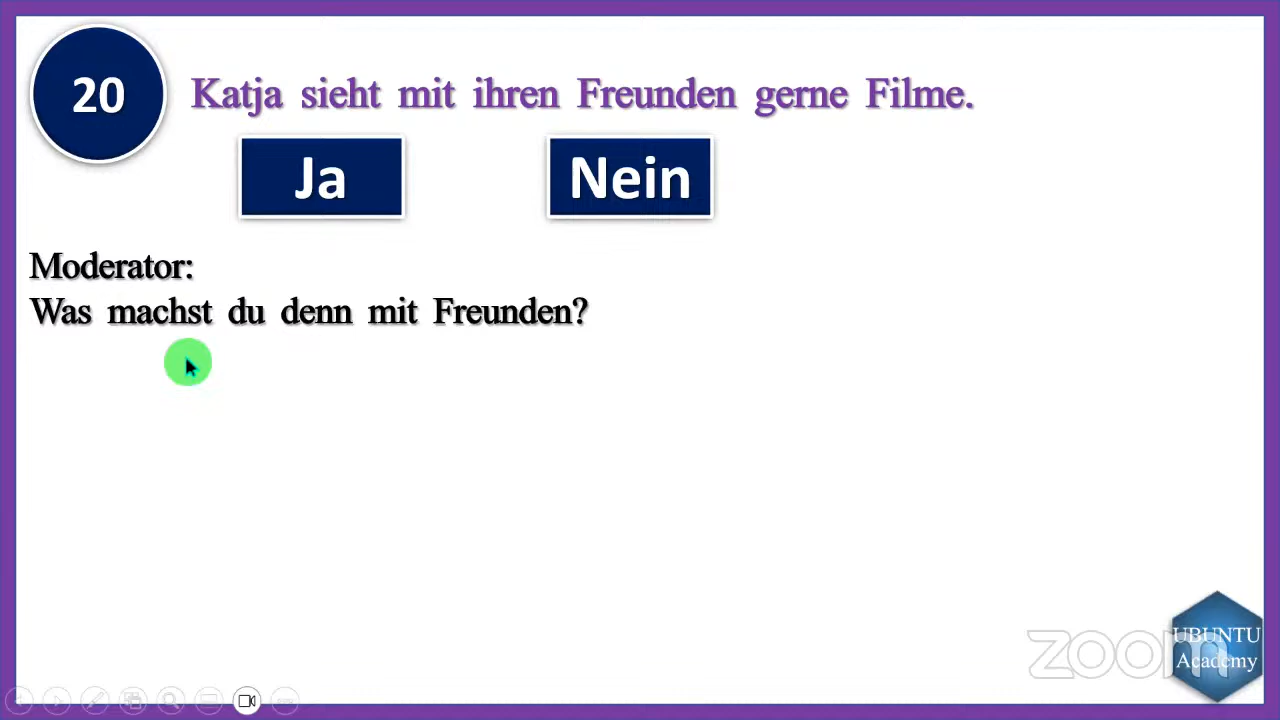 20
Katja sieht mit ihren Freunden gerne Filme.
Ja
Nein
Moderator:
Was machst du denn mit Freunden?
zoom
UBUNTU
Academy